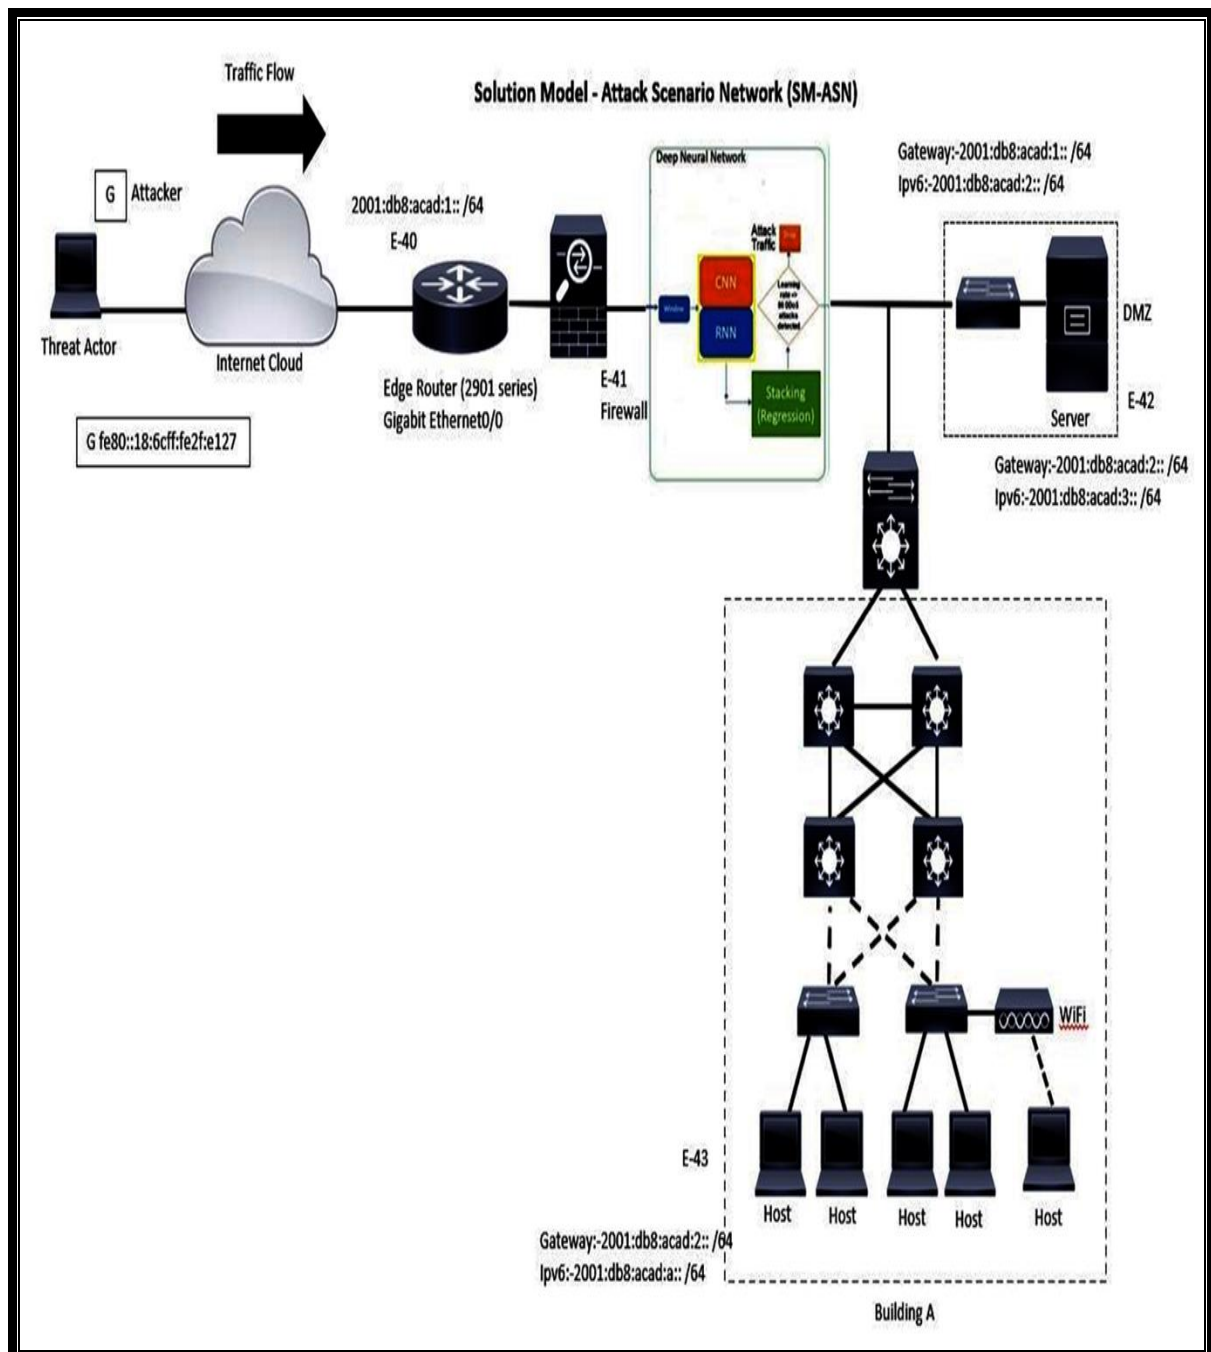 Traffic Flow
Solution Model - Attack Scenario Network (SM-ASN)
G
Attacker
2001:db8:acad:1:: /64
E-40
Deep Neural Network
Gateway:-2001:db8:acad:1:: /64
Ipv6:-2001:db8:acad:2:: /64
Attack
Traffic
CNN
RNN
Window
Learning
attacks
detected
Stacking
(Regression)
Threat Actor
Internet Cloud
Edge Router (2901 series)
Gigabit Ethernet0/0
E-41
Firewall
DMZ
E-42
Server
G fe80::18:6cff:fe2f:e127
Gateway:-2001:db8:acad:2:: /64
Ipv6:-2001:db8:acad:3:: /64
WiFi
E-43
Host
Host
Host
Host
Host
Gateway:-2001:db8:acad:2:: /64
Ipv6:-2001:db8:acad:a:: /64
Building A